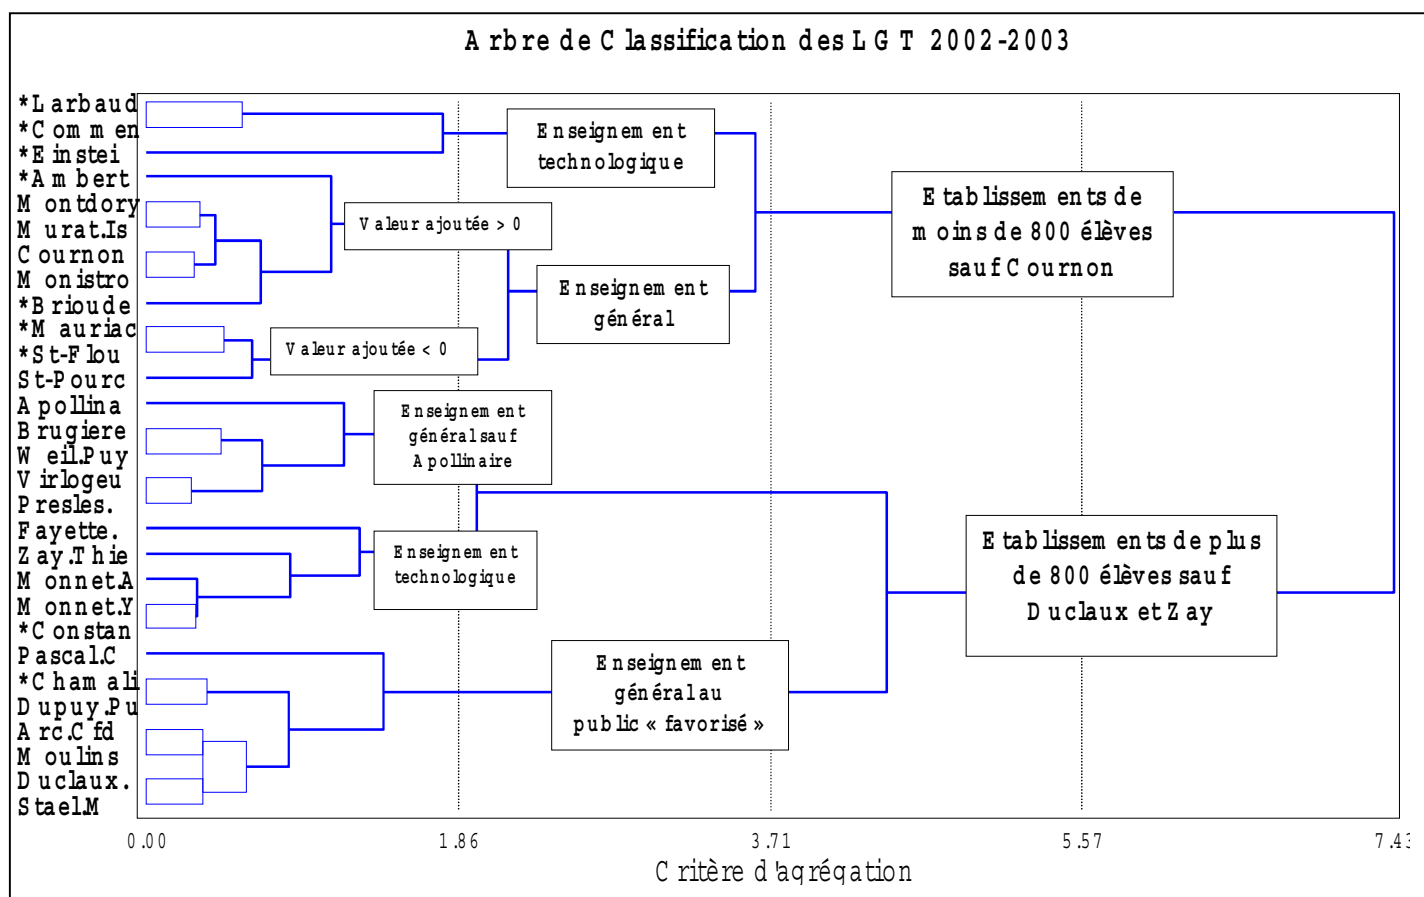 Arbre de Classification des LGT 2002-2003
*Larbaud
*Commen
*Einstei
*Ambert
Montdory
Murat.Is
Cournon
Monistro
*Brioude
*Mauriac
*St-Flou
St-Pourc
Apollina
Brugiere
Weil.Puy
Virlogeu
Presles.
Fayette.
Zay.Thie
Monnet.A
Monnet.Y
*Constan
Pascal.C
*Chamali
Dupuy.Pu
Arc.Cfd
Moulins
Duclaux.
Stael.M
Enseignement
technologique
Valeur ajoutée > 0
Enseignement
général
Valeur ajoutée < 0
Etablissements de
moins de 800 élèves
sauf Cournon
Enseignement
général sauf
Apollinaire
Enseignement
technologique
Etablissements de plus
de 800 élèves sauf
Duclaux et Zay
Enseignement
général au
public « favorisé »
0.00
1.86
3.71
5.57
7.43
Critère d'agrégation